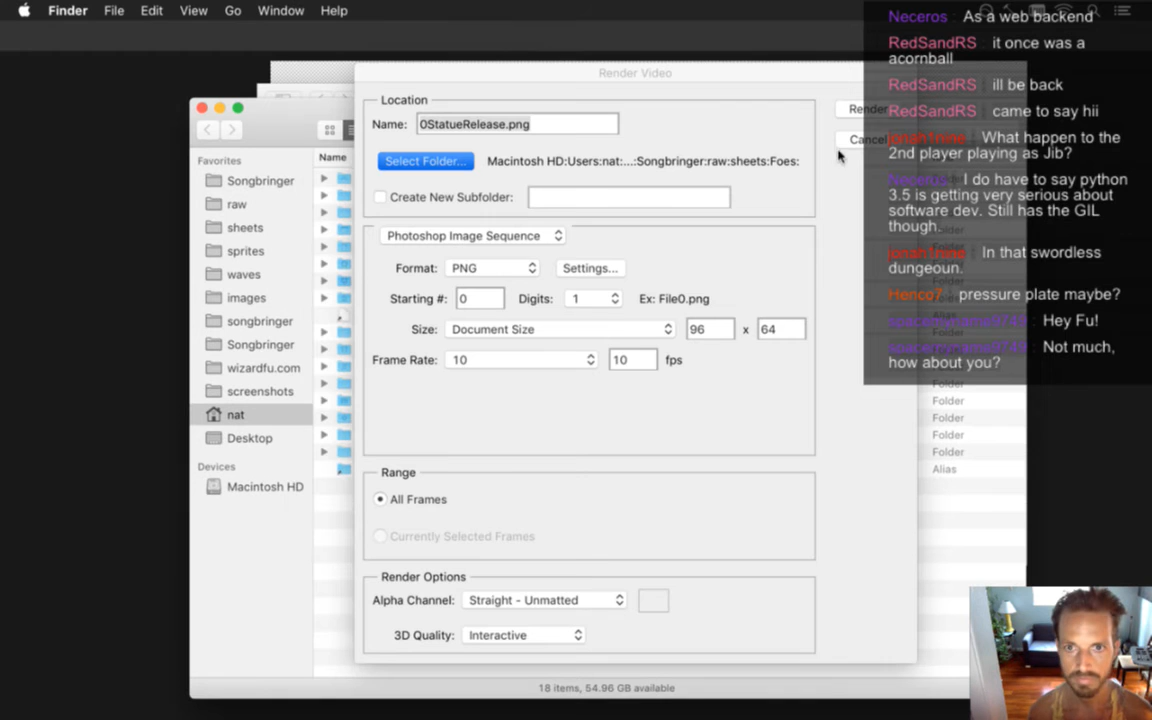 Finder File Edit View Go Window Help
Neceros As a web backend
RedSandRS it once was a
acornball
RedSandRS ill be back
RedSandRS came to say hii
jonah1nine What happen to the
2nd player playing as Jib?
Neceros I do have to say python
3.5 is getting very serious about
software dev. Still has the GIL
though.
jonah1nine In that swordless
dungeoun.
Henco7 pressure plate maybe?
Hey Fu!
Not much,
how about you?
Render Video
Location
Name: 0StatueRelease.png
Render
Cancel
Select Folder... Macintosh HD:Users:nat:...:Songbringer:raw:sheets:Foes:
Create New Subfolder:
Photoshop Image Sequence
Format: PNG Settings...
Starting #: 0 Digits: 1 Ex: File0.png
Size: Document Size 96 x 64
Frame Rate: 10 10 fps
Range
All Frames
Currently Selected Frames
Render Options
Alpha Channel: Straight - Unmatted
3D Quality: Interactive
Favorites
Songbringer
raw
sheets
sprites
waves
images
songbringer
Songbringer
wizardfu.com
screenshots
nat
Desktop
Devices
Macintosh HD
Name
Folder
Folder
Folder
Folder
Folder
Alias
18 items, 54.96 GB available